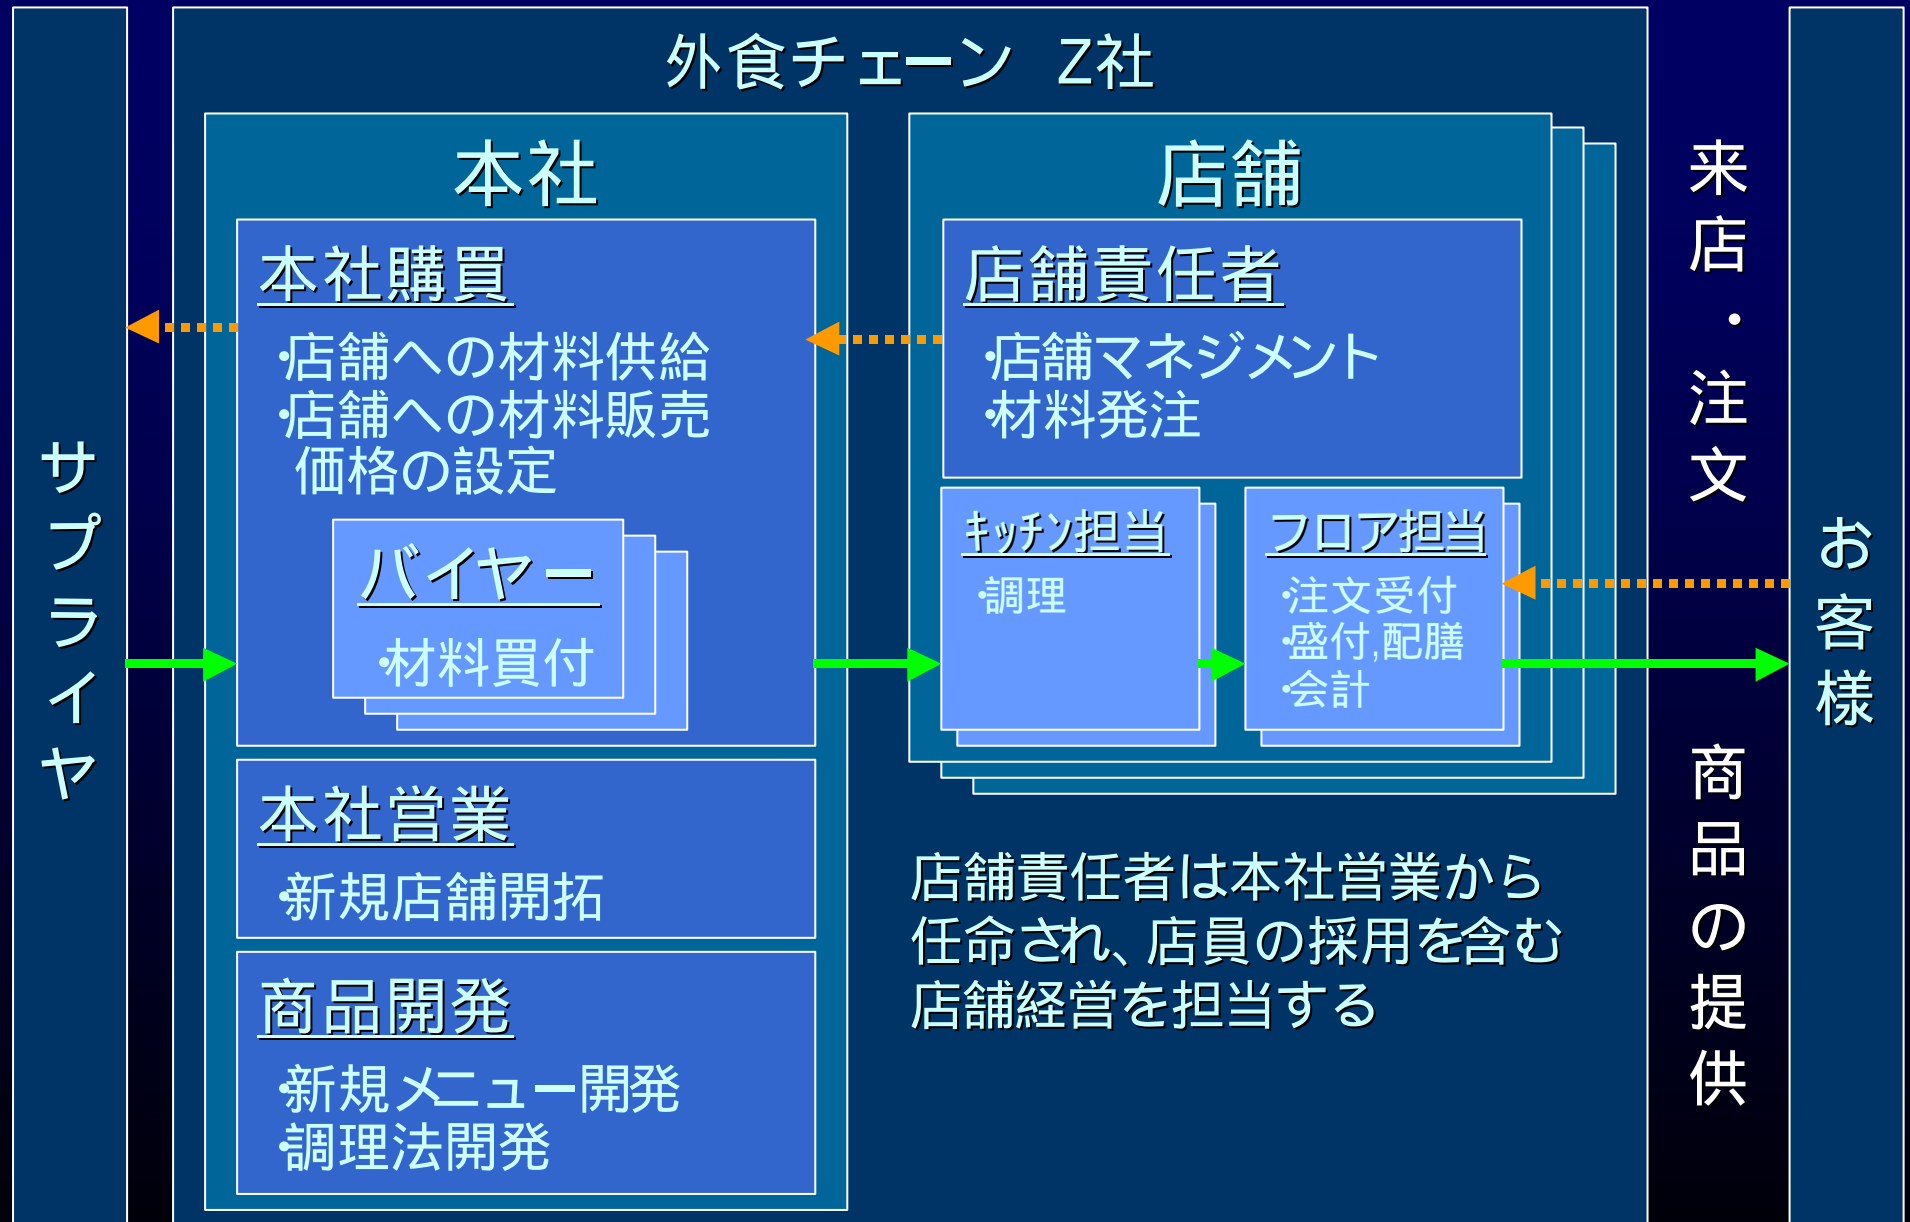 外食チェーン Z社
サプライヤ
本社
本社購買
・店舗への材料供給
・店舗への材料販売
価格の設定
バイヤー
・材料買付
本社営業
・新規店舗開拓
商品開発
・新規メニュー開発
・調理法開発
店舗
店舗責任者
・店舗マネジメント
・材料発注
ｷｯﾁﾝ担当
・調理
フロア担当
・注文受付
・盛付,配膳
・会計
店舗責任者は本社営業から
任命され、店員の採用を含む
店舗経営を担当する
来店・注文
商品の提供
お客様